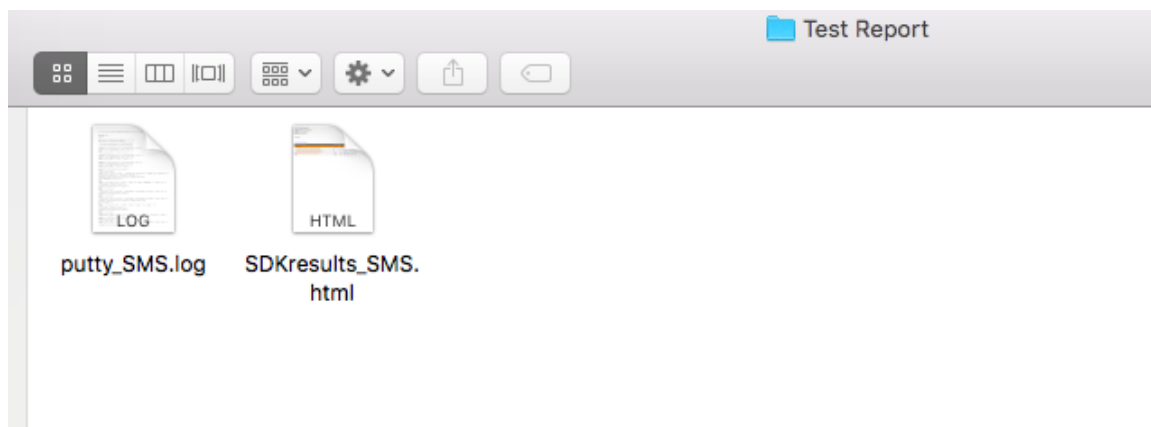 Test Report
LOG
HTML
putty_SMS.log
SDKresults_SMS.
html